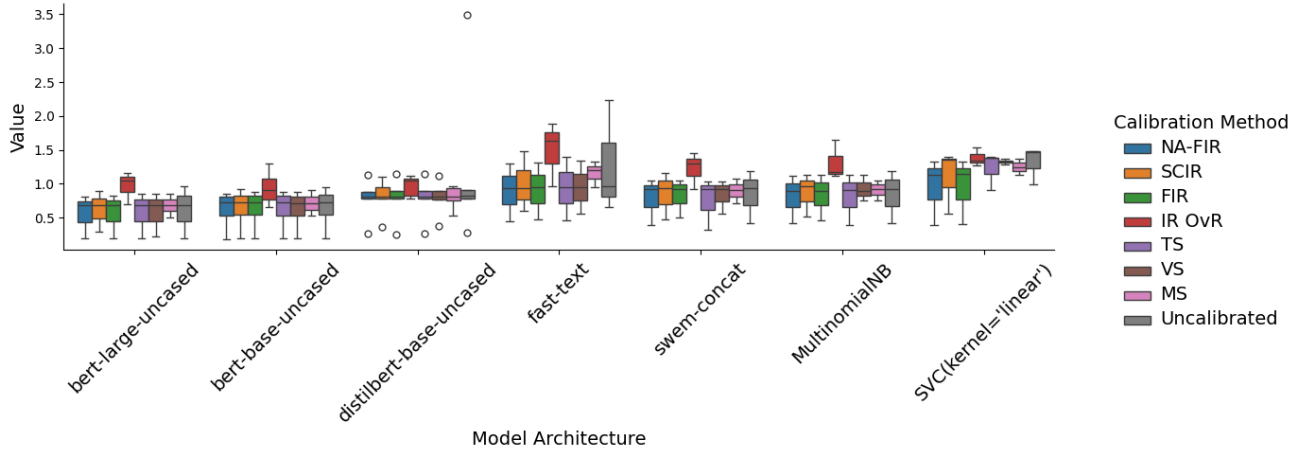 3.5
3.0
2.5
2.0
1.5
1.0
0.5
Value
bert-large-uncased
bert-base-uncased
distilbert-base-uncased
fast-text
swem-concat
MultinomialNB
SVC(kernel='linear')
Model Architecture
Calibration Method
NA-FIR
SCIR
FIR
IR OvR
TS
VS
MS
Uncalibrated